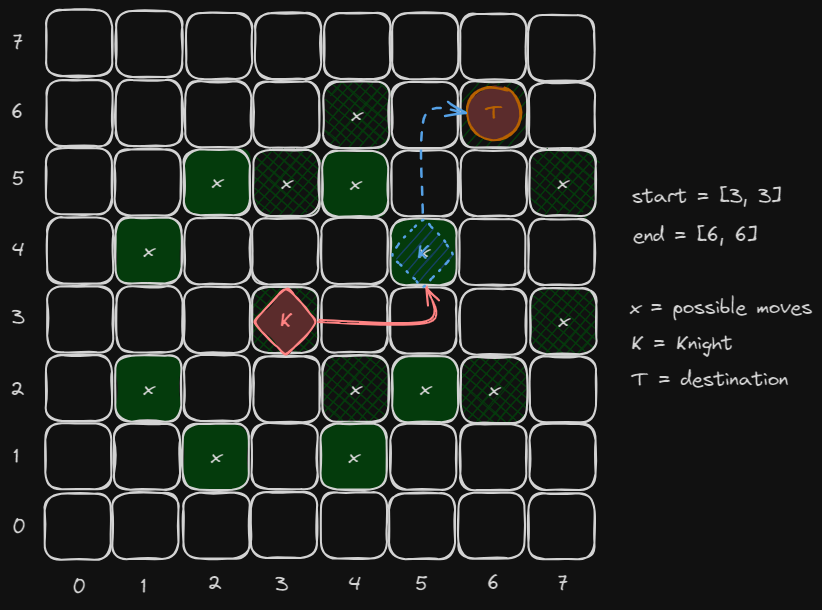 7
6 x T
5 x x x x
4 x K
3 K x
2 x x x x
1 x x
0
0 1 2 3 4 5 6 7
start = [3, 3]
end = [6, 6]
x = possible moves
K = Knight
T = destination